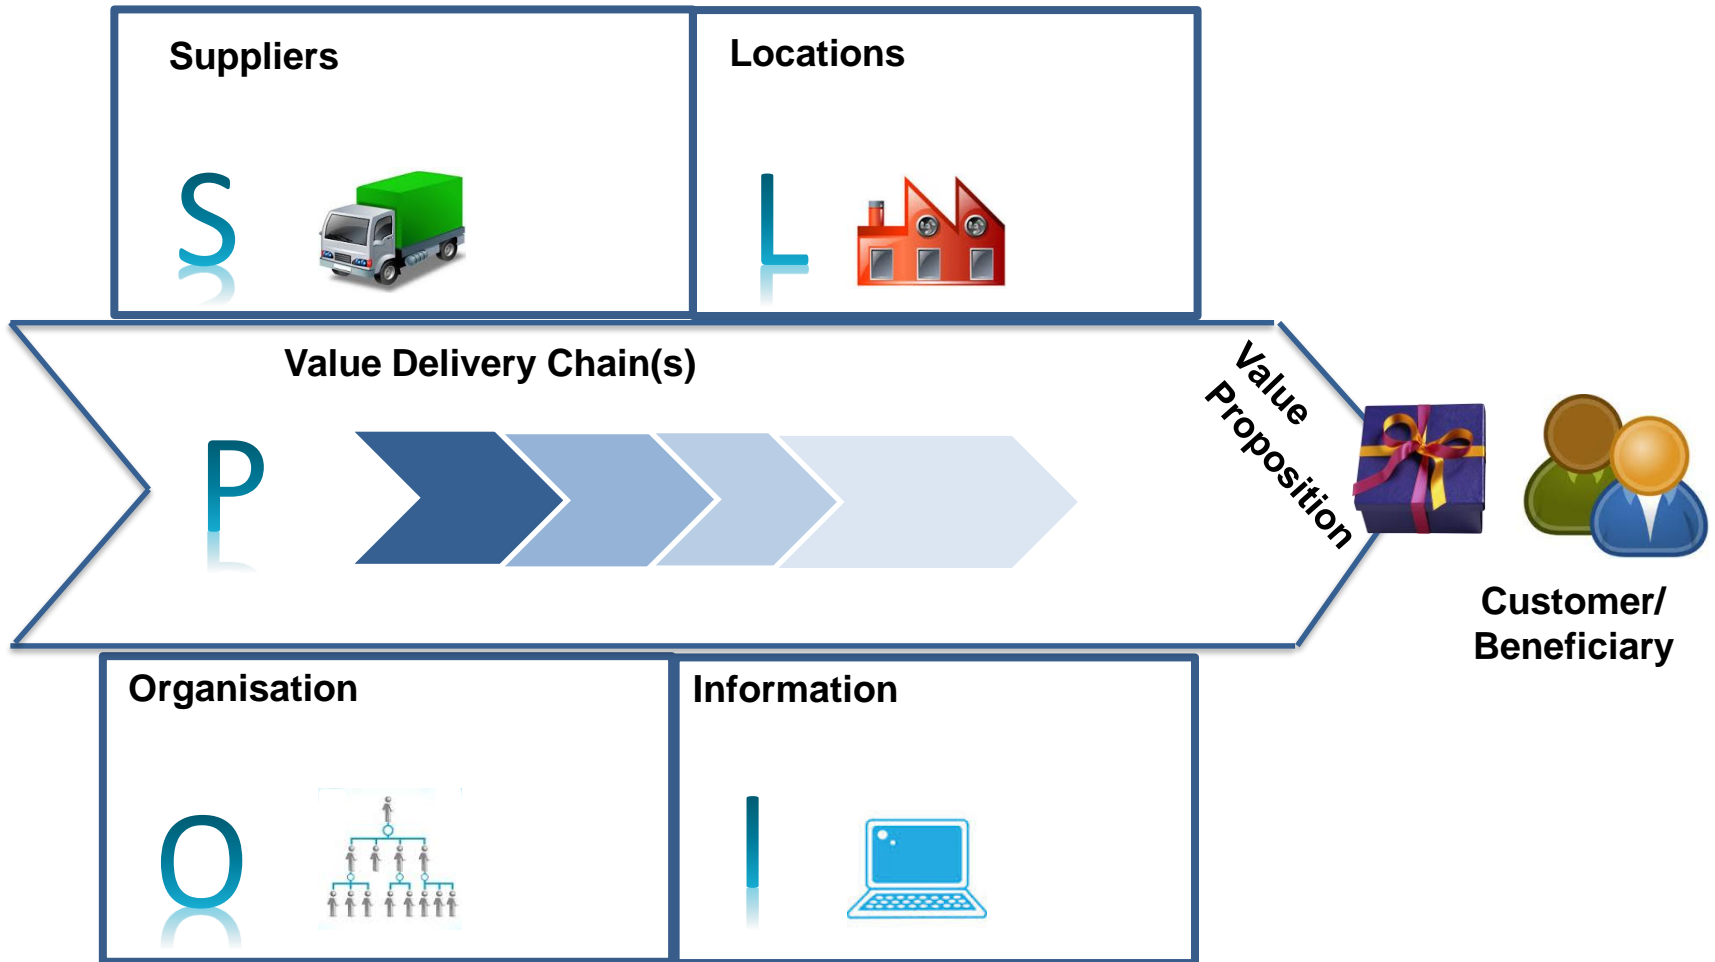 Suppliers
Locations
S
L
Value Delivery Chain(s)
Value
Proposition
P
Customer/
Beneficiary
Organisation
Information
O
I